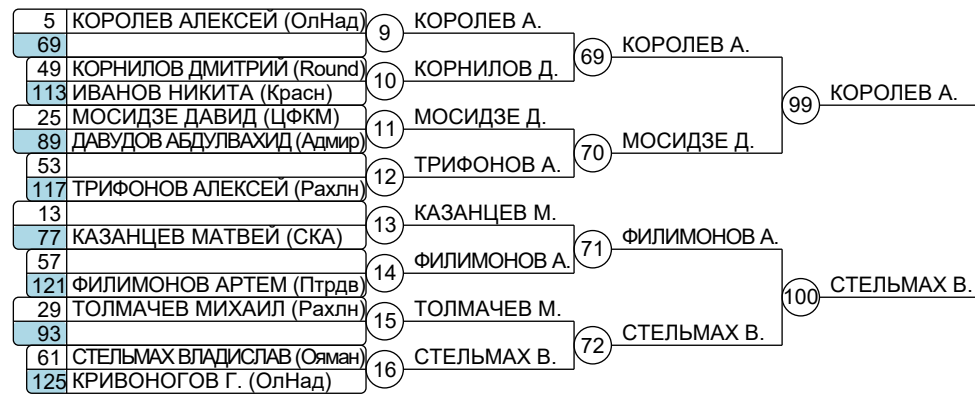 5 КОРОЛЕВ АЛЕКСЕЙ (ОлНад) 9 КОРОЛЕВ А.
69
69 КОРОЛЕВ А.
49 КОРНИЛОВ ДМИТРИЙ (Round) 10 КОРНИЛОВ Д.
113 ИВАНОВ НИКИТА (Красн)
99 КОРОЛЕВ А.
25 МОСИДЗЕ ДАВИД (ЦФКМ) 11 МОСИДЗЕ Д.
89 ДАВУДОВ АБДУЛВАХИД (Адмир)
70 МОСИДЗЕ Д.
53 12 ТРИФОНОВ А.
117 ТРИФОНОВ АЛЕКСЕЙ (Рахлн)
13 13 КАЗАНЦЕВ М.
77 КАЗАНЦЕВ МАТВЕЙ (СКА)
71 ФИЛИМОНОВ А.
57 14 ФИЛИМОНОВ А.
121 ФИЛИМОНОВ АРТЕМ (Птрдв)
100 СТЕЛЬМАХ В.
29 ТОЛМАЧЕВ МИХАИЛ (Рахлн) 15 ТОЛМАЧЕВ М.
93
72 СТЕЛЬМАХ В.
61 СТЕЛЬМАХ ВЛАДИСЛАВ (Ояман) 16 СТЕЛЬМАХ В.
125 КРИВОНОГОВ Г. (ОлНад)